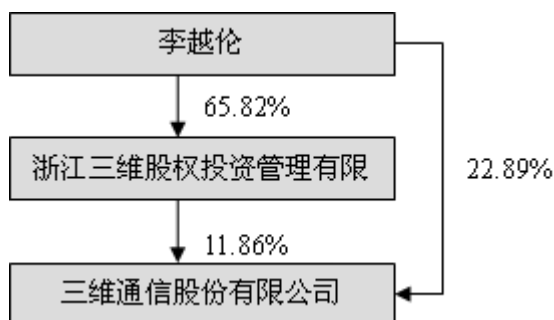 李越伦
65.82%
浙江三维股权投资管理有限
22.89%
11.86%
三维通信股份有限公司